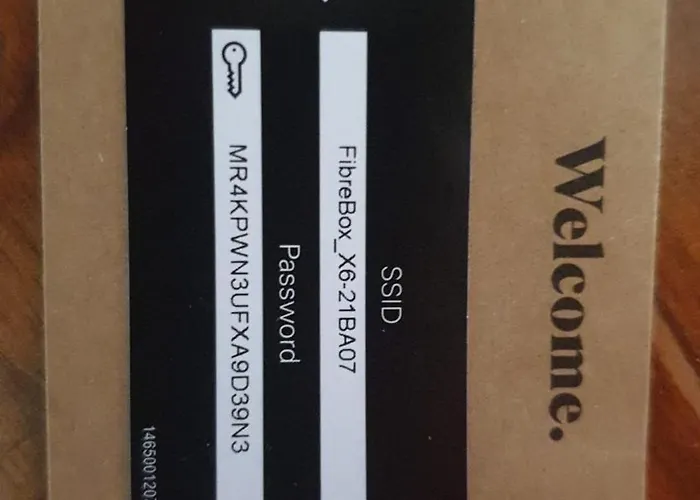 Welcome.
SSID
FibreBox_X6-21BA07
Password
MR4KPWN3UFXA9D39N3